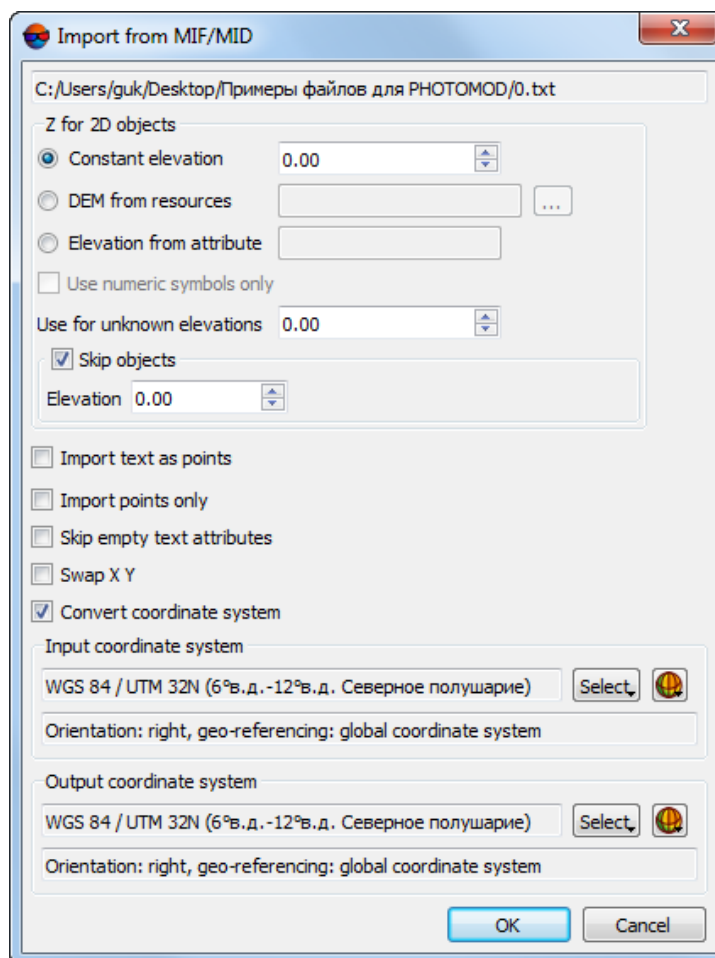 Import from MIF/MID
C:/Users/guk/Desktop/Примеры файлов для PHOTOMOD/0.txt
Z for 2D objects
Constant elevation 0.00
DEM from resources ...
Elevation from attribute
Use numeric symbols only
Use for unknown elevations 0.00
Skip objects
Elevation 0.00
Import text as points
Import points only
Skip empty text attributes
Swap X Y
Convert coordinate system
Input coordinate system
WGS 84 / UTM 32N (6°в.д.-12°в.д. Северное полушарие) Select
Orientation: right, geo-referencing: global coordinate system
Output coordinate system
WGS 84 / UTM 32N (6°в.д.-12°в.д. Северное полушарие) Select
Orientation: right, geo-referencing: global coordinate system
OK Cancel